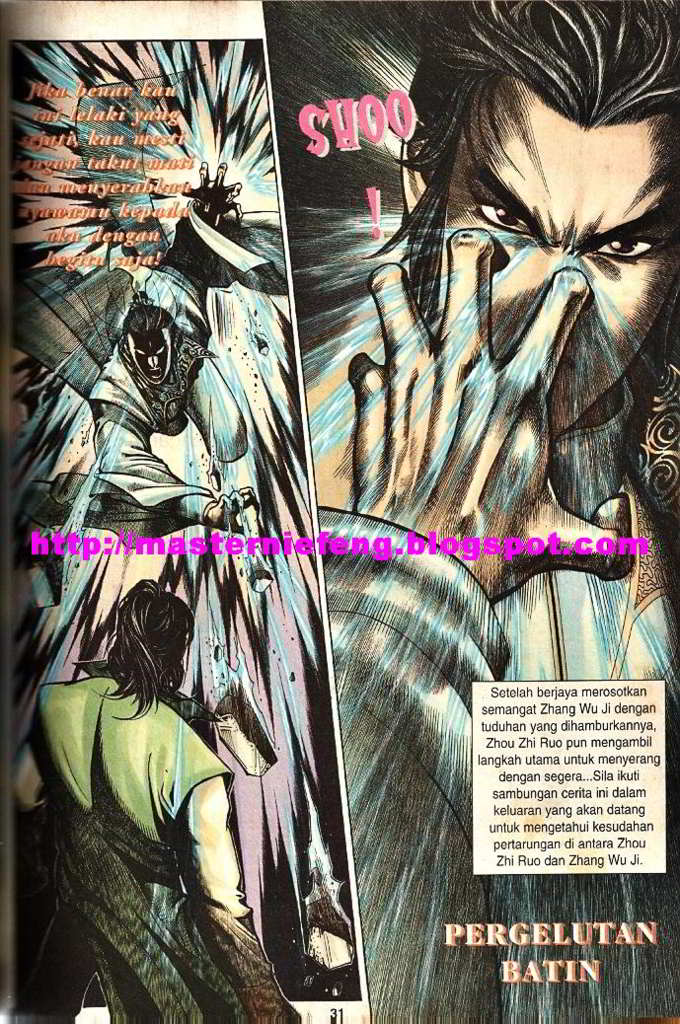 Jika benar kau
ini lelaki yang
sejati, kau mesti
jangan takut mati
dan menyerahkan
nyawamu kepada
aku dengan
begitu saja!
SHOO
!
http://masterniefeng.blogspot.com
Setelah berjaya merosotkan
semangat Zhang Wu Ji dengan
tuduhan yang dihamburkannya,
Zhou Zhi Ruo pun mengambil
langkah utama untuk menyerang
dengan segera...Sila ikuti
sambungan cerita ini dalam
keluaran yang akan datang
untuk mengetahui kesudahan
pertarungan di antara Zhou
Zhi Ruo dan Zhang Wu Ji.
PERGELUTAN
BATIN
31